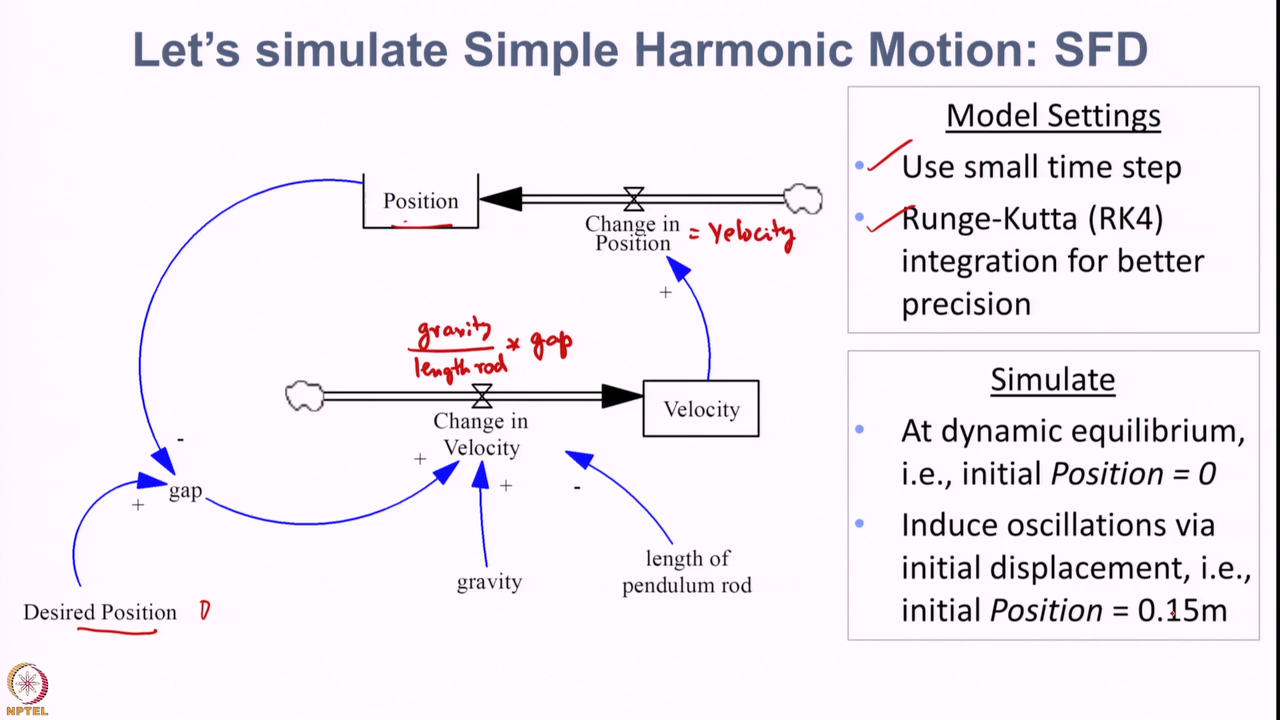 Let's simulate Simple Harmonic Motion: SFD
Position
Change in
Position
= Velocity
gravity
length rod
* gap
Change in
Velocity
Velocity
+
-
+
gap
+
+
-
Desired Position 0
gravity
length of
pendulum rod
Model Settings
• Use small time step
• Runge-Kutta (RK4)
integration for better
precision
Simulate
• At dynamic equilibrium,
i.e., initial Position = 0
• Induce oscillations via
initial displacement, i.e.,
initial Position = 0.15m
NPTEL